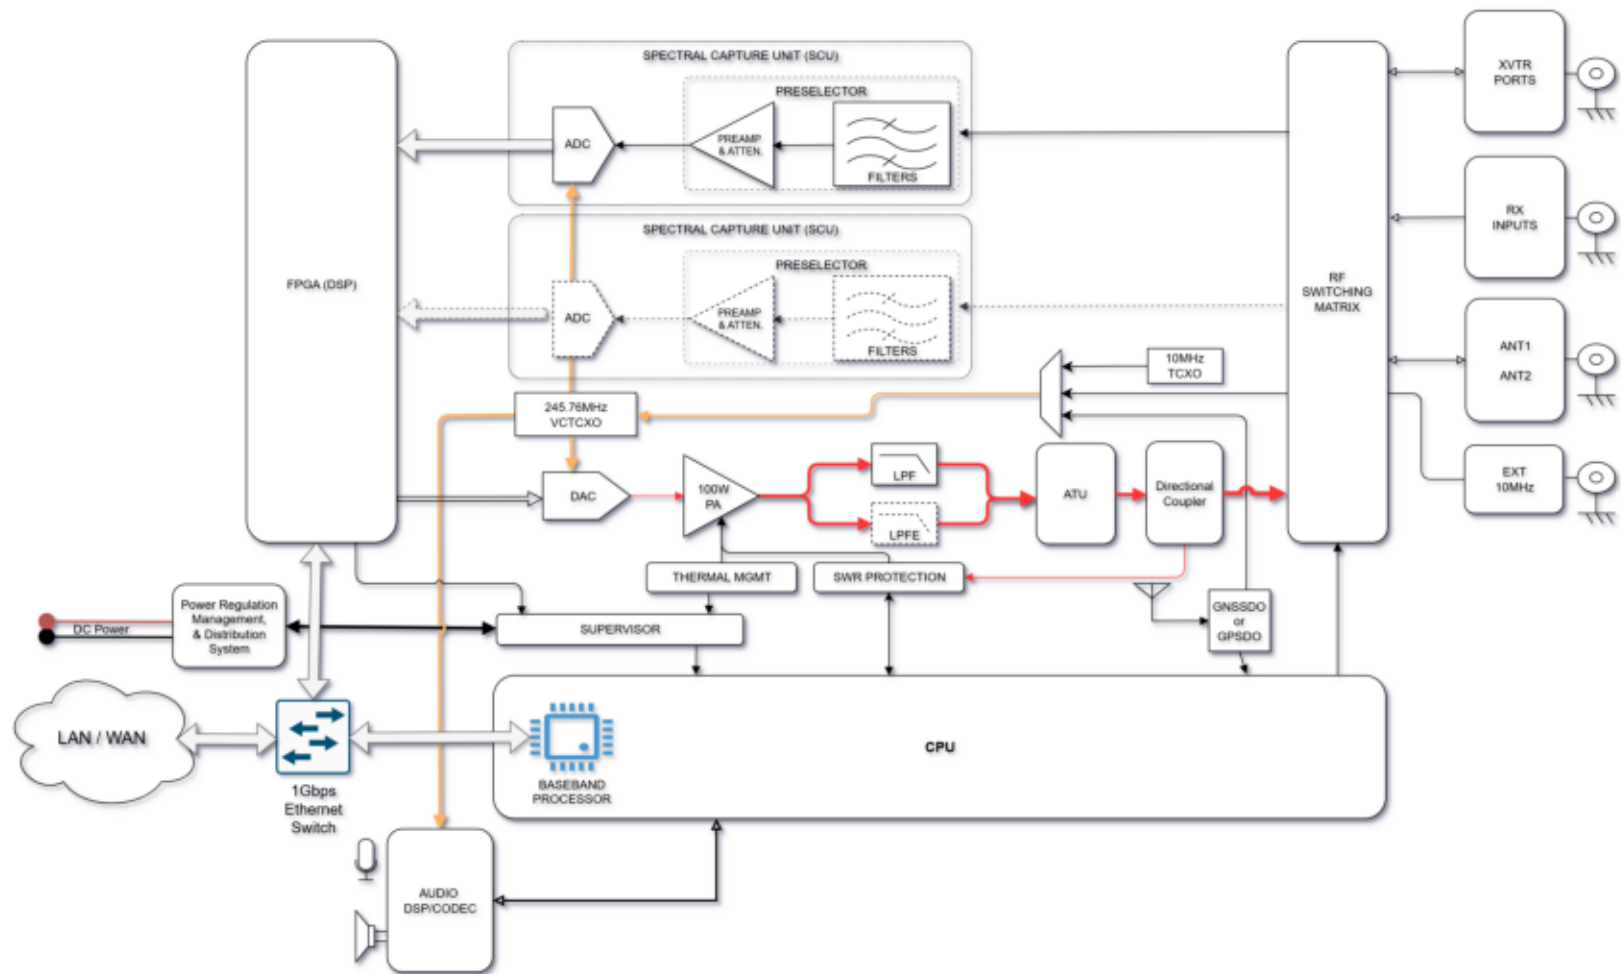 SPECTRAL CAPTURE UNIT (SCU)
PRESELECTOR
ADC
PREAMP
& ATTEN.
FILTERS
SPECTRAL CAPTURE UNIT (SCU)
PRESELECTOR
ADC
PREAMP
& ATTEN.
FILTERS
FPGA (DSP)
RF
SWITCHING
MATRIX
XVTR
PORTS
RX
INPUTS
ANT1
ANT2
EXT
10MHz
10MHz
TCXO
245.76MHz
VCTCXO
DAC
100W
PA
LPF
LPFE
ATU
Directional
Coupler
THERMAL MGMT
SWR PROTECTION
GNSSDO
or
GPSDO
SUPERVISOR
Power Regulation
Management,
& Distribution
System
DC Power
LAN / WAN
1Gbps
Ethernet
Switch
BASEBAND
PROCESSOR
CPU
AUDIO
DSP/CODEC